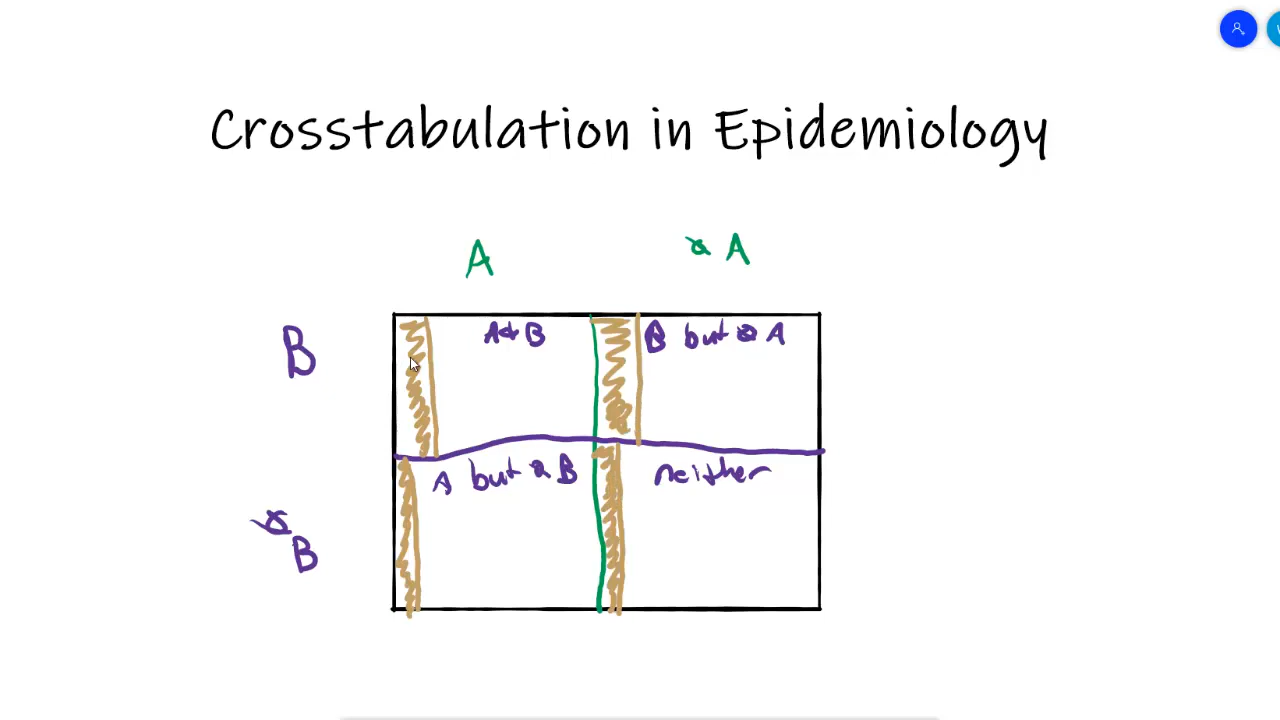 Crosstabulation in Epidemiology
A ∅ A
B
A + B
B but ∅ A
A but ∅ B
neither
∅
B